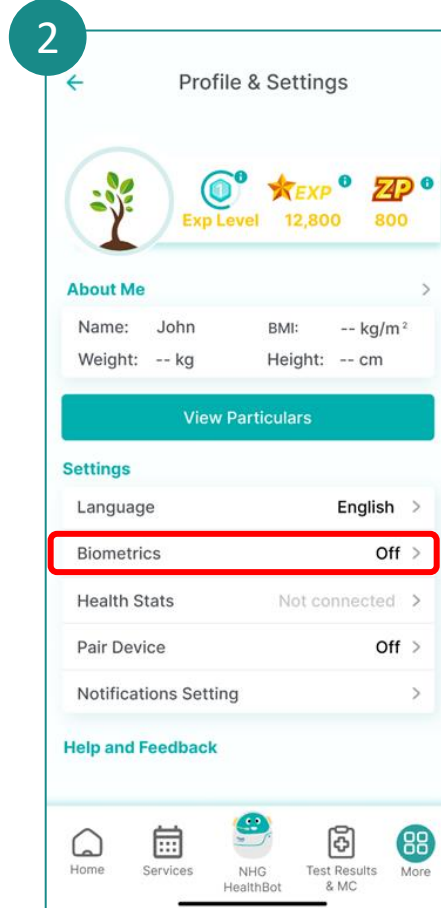 2
Profile & Settings
1
EXP
ZP
Exp Level 12,800 800
About Me
Name: John BMI: -- kg/m²
Weight: -- kg Height: -- cm
View Particulars
Settings
Language English
Biometrics Off
Health Stats Not connected
Pair Device Off
Notifications Setting
Help and Feedback
Home Services NHG HealthBot Test Results & MC More